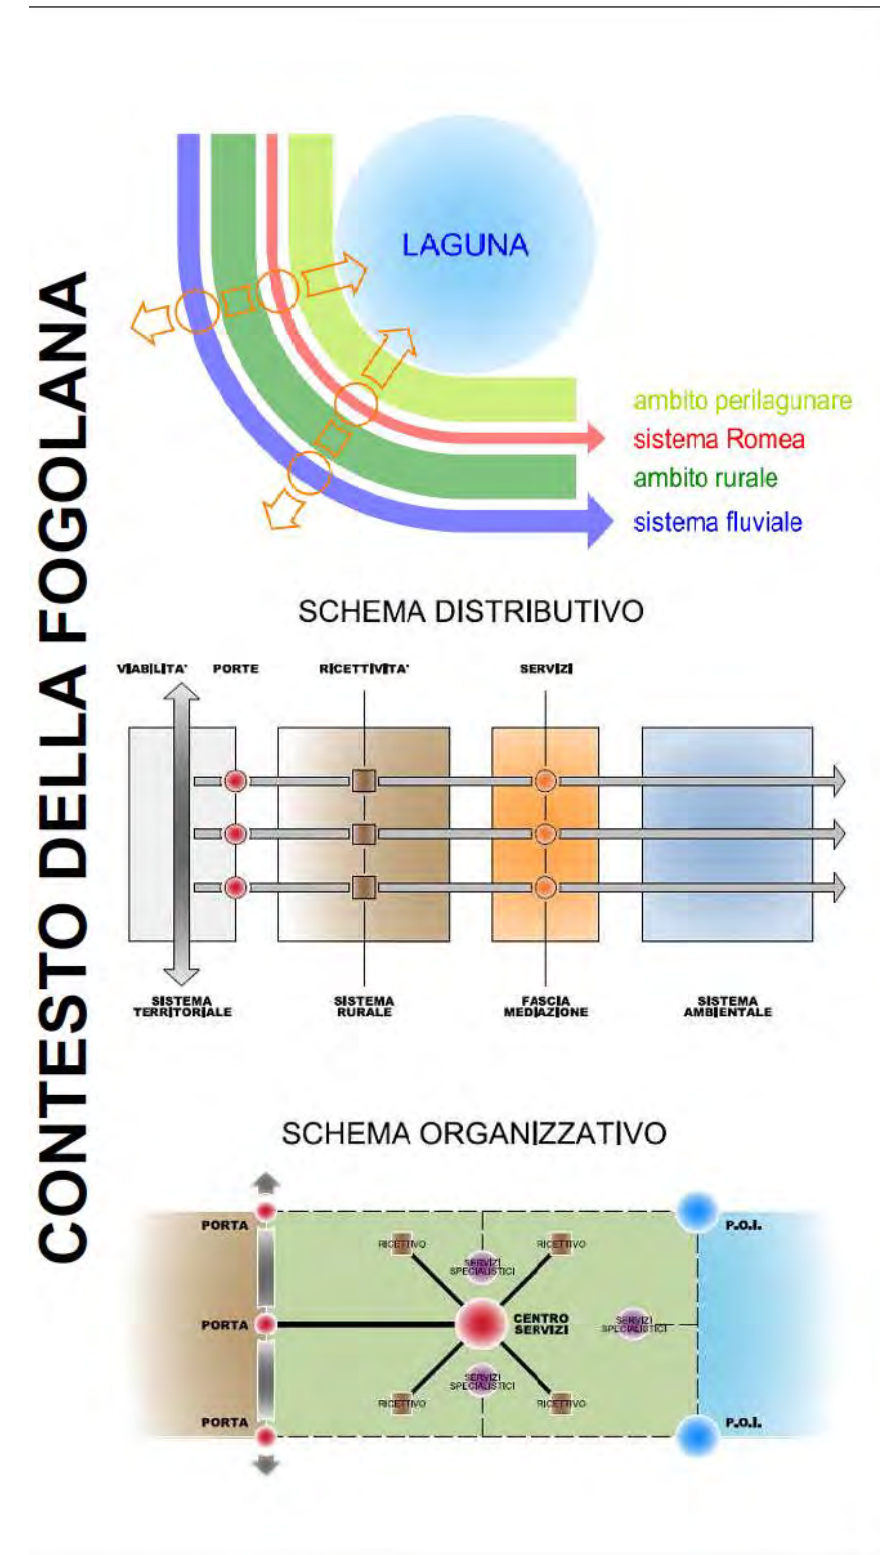 CONTESTO DELLA FOGOLANA
LAGUNA
ambito perilagunare
sistema Romea
ambito rurale
sistema fluviale
SCHEMA DISTRIBUTIVO
VIABILITA' PORTE RICETTIVITA' SERVIZI
SISTEMA
TERRITORIALE
SISTEMA
RURALE
FASCIA
MEDIAZIONE
SISTEMA
AMBIENTALE
SCHEMA ORGANIZZATIVO
PORTA
P.O.I.
RICETTIVO
RICETTIVO
SERVIZI
SPECIALISTICI
PORTA
CENTRO
SERVIZI
SERVIZI
SPECIALISTICI
SERVIZI
SPECIALISTICI
RICETTIVO
RICETTIVO
PORTA
P.O.I.